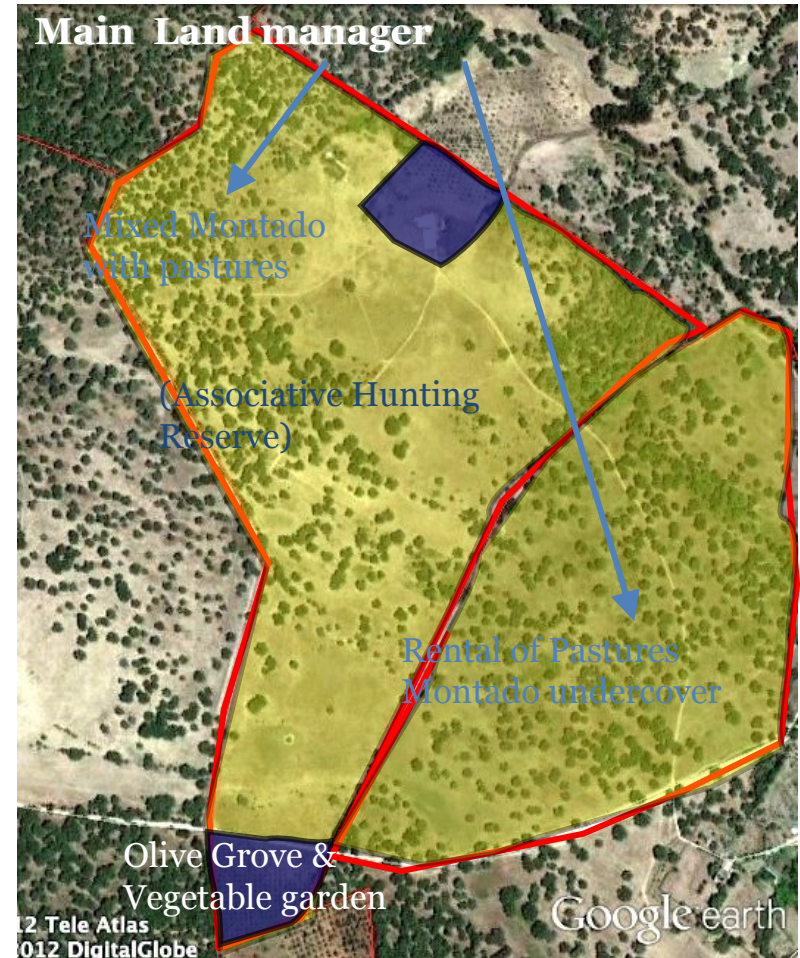 Main Land manager
Mixed Montado
with pastures
(Associative Hunting
Reserve)
Rental of Pastures
Montado undercover
Olive Grove &
Vegetable garden
12 Tele Atlas
2012 DigitalGlobe
Google earth